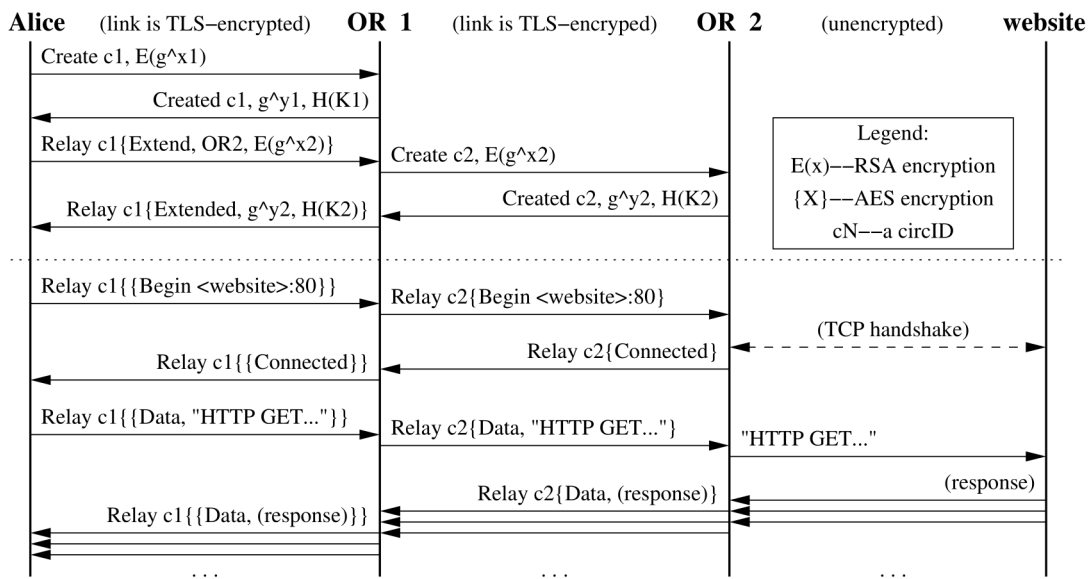 Alice (link is TLS−encrypted) OR 1 (link is TLS−encrypted) OR 2 (unencrypted) website
Create c1, E(g^x1)
Created c1, g^y1, H(K1)
Relay c1{Extend, OR2, E(g^x2)}
Create c2, E(g^x2)
Created c2, g^y2, H(K2)
Relay c1{Extended, g^y2, H(K2)}
Legend:
E(x)−−RSA encryption
{X}−−AES encryption
cN−−a circID
Relay c1{{Begin <website>:80}}
Relay c2{Begin <website>:80}
(TCP handshake)
Relay c2{Connected}
Relay c1{{Connected}}
Relay c1{{Data, "HTTP GET..."}}
Relay c2{Data, "HTTP GET..."}
"HTTP GET..."
(response)
Relay c2{Data, (response)}
Relay c1{{Data, (response)}}
. . . . . . . . .